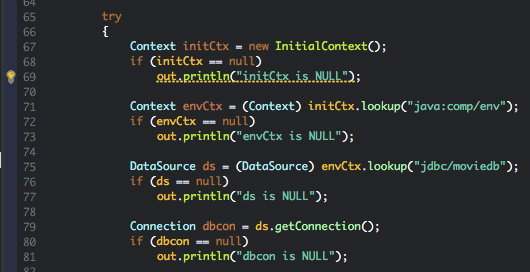 64
65 try
66 {
67 Context initCtx = new InitialContext();
68 if (initCtx == null)
69 out.println("initCtx is NULL");
70
71 Context envCtx = (Context) initCtx.lookup("java:comp/env");
72 if (envCtx == null)
73 out.println("envCtx is NULL");
74
75 DataSource ds = (DataSource) envCtx.lookup("jdbc/moviedb");
76 if (ds == null)
77 out.println("ds is NULL");
78
79 Connection dbcon = ds.getConnection();
80 if (dbcon == null)
81 out.println("dbcon is NULL");